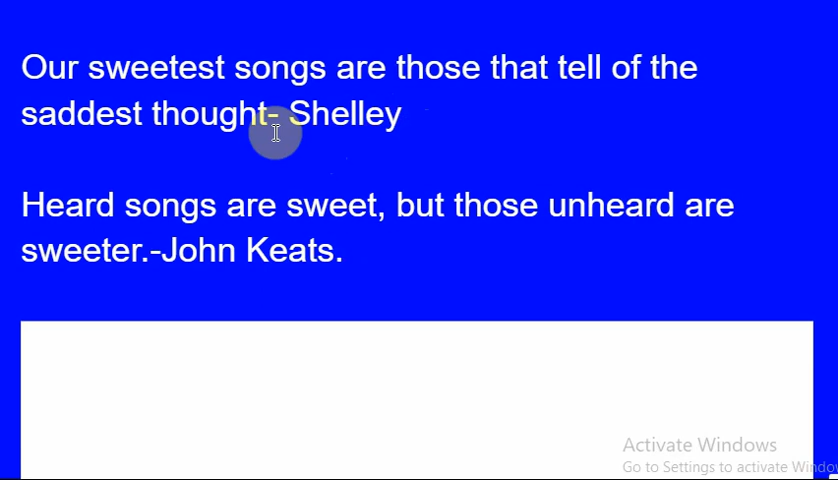 Our sweetest songs are those that tell of the
saddest thought- Shelley
Heard songs are sweet, but those unheard are
sweeter.-John Keats.
Activate Windows
Go to Settings to activate Windo